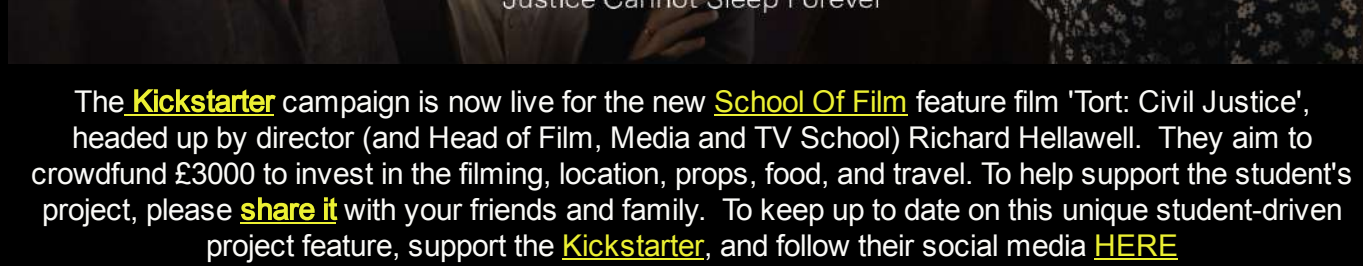 Justice Cannot Sleep Forever
The Kickstarter campaign is now live for the new School Of Film feature film 'Tort: Civil Justice',
headed up by director (and Head of Film, Media and TV School) Richard Hellawell.  They aim to
crowdfund £3000 to invest in the filming, location, props, food, and travel. To help support the student's
project, please share it with your friends and family.  To keep up to date on this unique student-driven
project feature, support the Kickstarter, and follow their social media HERE